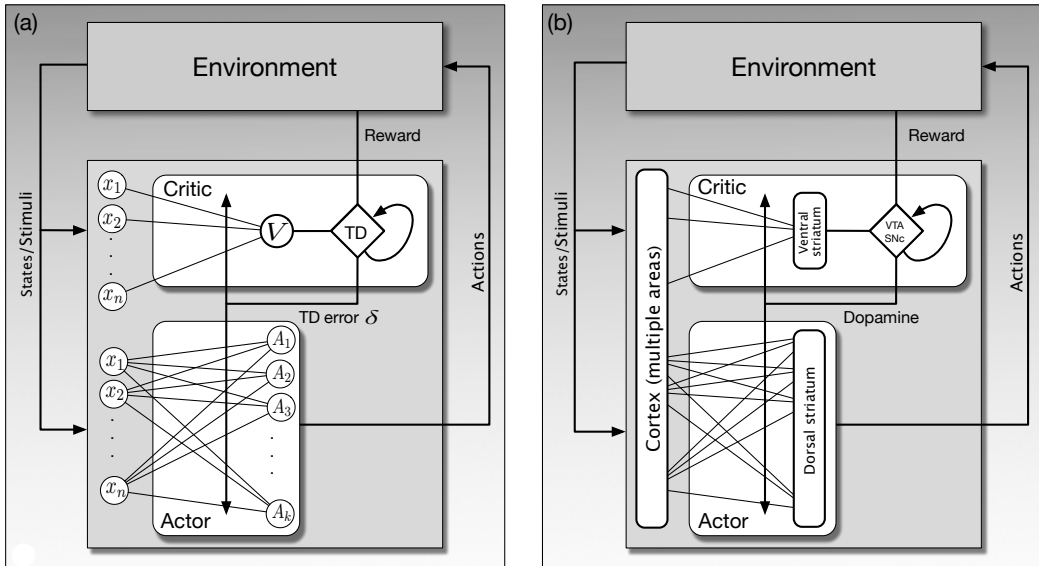 (a)
Environment
Reward
States/Stimuli
Critic
x1
x2
.
.
.
xn
V
TD
TD error δ
Actions
x1
x2
.
.
.
xn
A1
A2
A3
.
.
.
Ak
Actor
(b)
Environment
Reward
States/Stimuli
Cortex (multiple areas)
Critic
Ventral
striatum
VTA
SNc
Dopamine
Actions
Dorsal striatum
Actor